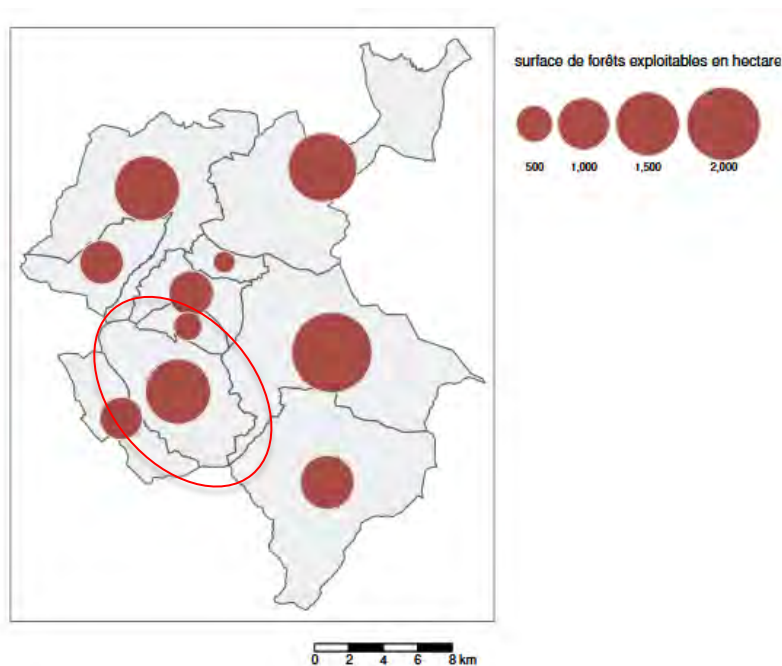 surface de forêts exploitables en hectare
500 1,000 1,500 2,000
0 2 4 6 8 km